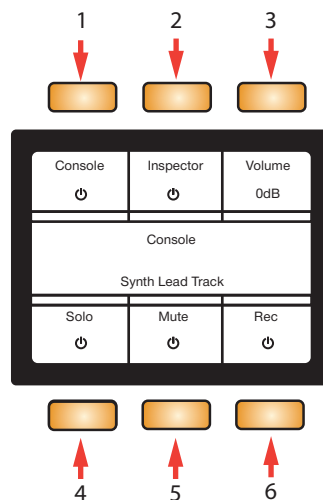 1 2 3
Console Inspector Volume
0dB
Console
Synth Lead Track
Solo Mute Rec
4 5 6